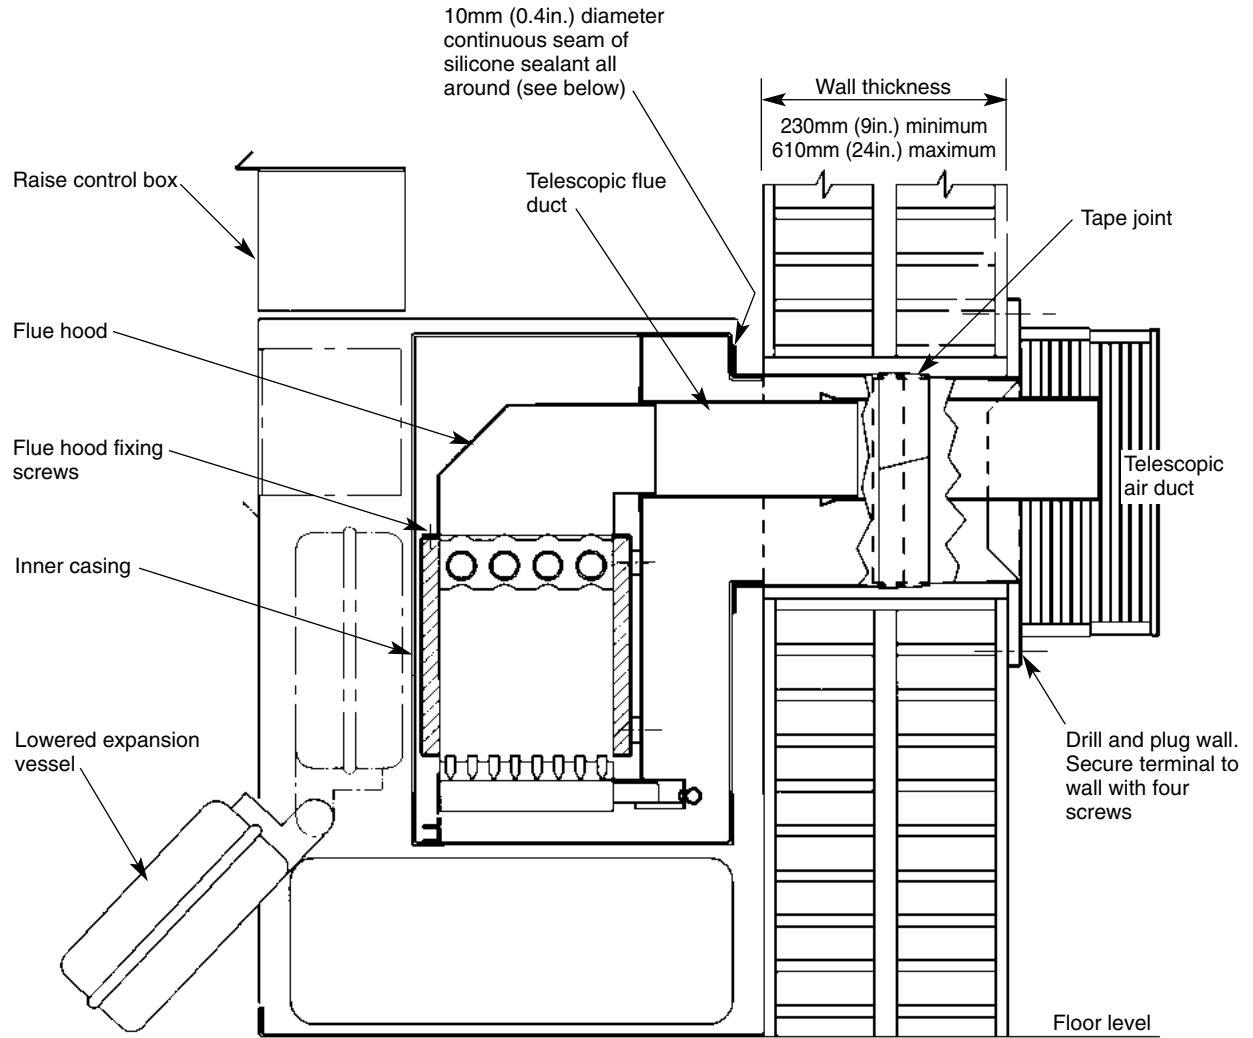 10mm (0.4in.) diameter
continuous seam of
silicone sealant all
around (see below)
Wall thickness
230mm (9in.) minimum
610mm (24in.) maximum
Raise control box
Telescopic flue
duct
Tape joint
Flue hood
Flue hood fixing
screws
Telescopic
air duct
Inner casing
Lowered expansion
vessel
Drill and plug wall.
Secure terminal to
wall with four
screws
Floor level